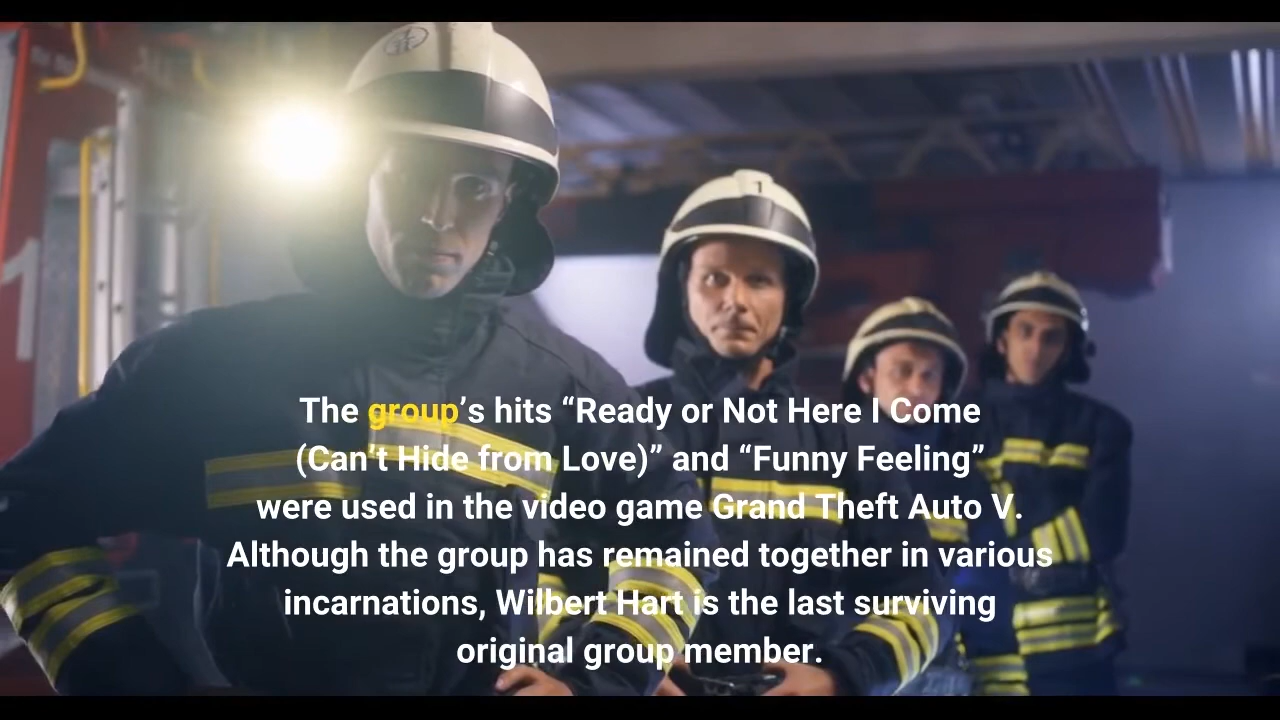 1
1
The group’s hits “Ready or Not Here I Come
(Can’t Hide from Love)” and “Funny Feeling”
were used in the video game Grand Theft Auto V.
Although the group has remained together in various
incarnations, Wilbert Hart is the last surviving
original group member.